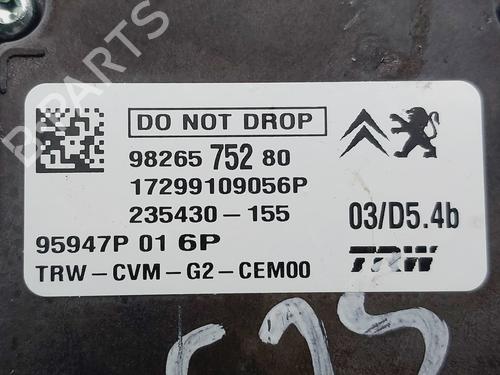 DO NOT DROP
98265 752 80
17299109056P
235430-155
03/D5.4b
95947P 01 6P
TRW-CVM-G2-CEM00
TRW
B-PARTS